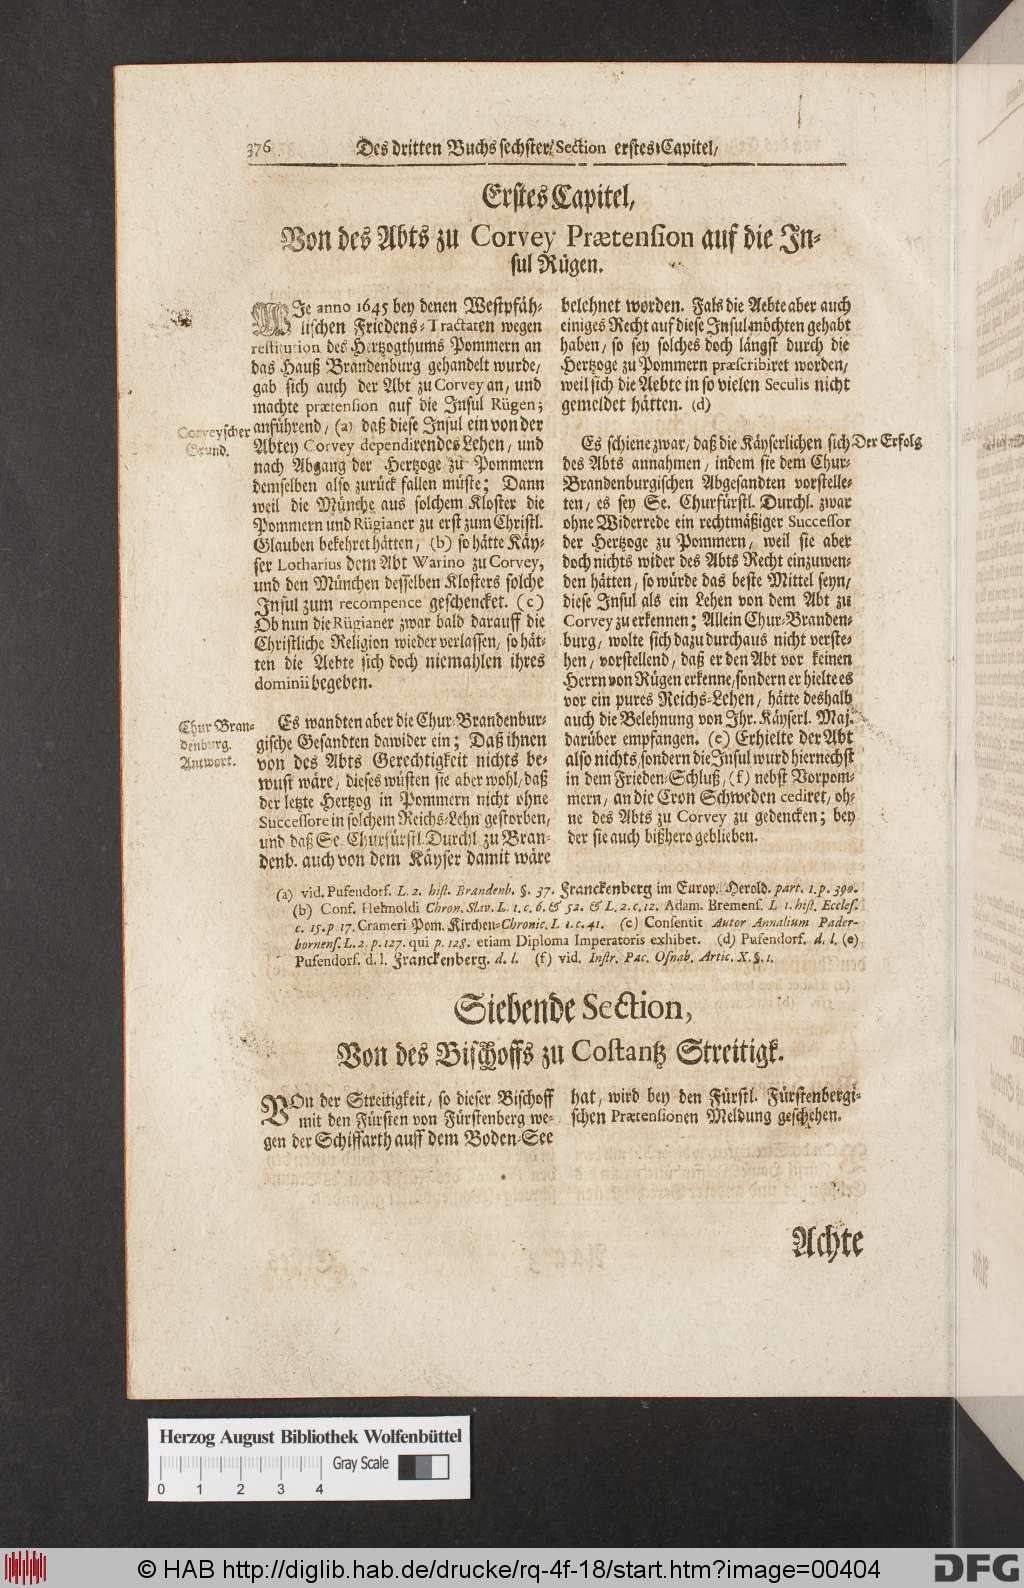 376 Des dritten Buchs sechster Section erstes Capitel,
Erstes Capitel,
Von des Abts zu Corvey Prætension auf die In-
sul Rügen.
WIe anno 1645 bey denen Westpfäh-
lischen Friedens-Tractaten wegen
restitution des Hertzogthums Pommern an
das Hauß Brandenburg gehandelt wurde/
gab sich auch der Abt zu Corvey an, und
machte prætension auf die Insul Rügen;
anführend, (a) daß diese Insul ein von der
Abtey Corvey dependirendes Lehen, und
nach Abgang der Hertzoge zu Pommern
demselben also zurück fallen müste; Dann
weil die Münche aus solchem Kloster die
Pommern und Rügianer zu erst zum Christl.
Glauben bekehret hätten, (b) so hätte Käy-
ser Lotharius dem Abt Warino zu Corvey,
und den München desselben Klosters solche
Insul zum recompence geschencket. (c)
Ob nun die Rügianer zwar bald darauff die
Christliche Religion wieder verlassen, so hät-
ten die Aebte sich doch niemahlen ihres
dominii begeben.
Corveyscher
Grund.
Es wandten aber die Chur-Brandenbur-
gische Gesandten dawider ein; Daß ihnen
von des Abts Gerechtigkeit nichts be-
wust wäre, dieses wüsten sie aber wohl, daß
der letzte Hertzog in Pommern nicht ohne
Successore in solchem Reichs-Lehn gestorben,
und daß Se. Churfürstl. Durchl. zu Bran-
denb. auch von dem Käyser damit wäre
Chur Bran-
denburg.
Antwort.
belehnet worden. Fals die Aebte aber auch
einiges Recht auf diese Insul möchten gehabt
haben, so sey solches doch längst durch die
Hertzoge zu Pommern præscribiret worden/
weil sich die Aebte in so vielen Seculis nicht
gemeldet hätten. (d)
Es schiene zwar, daß die Käyserlichen sich
des Abts annahmen, indem sie dem Chur-
Brandenburgischen Abgesandten vorstelle-
ten, es sey Se. Churfürstl. Durchl. zwar
ohne Widerrede ein rechtmäßiger Successor
der Hertzoge zu Pommern, weil sie aber
doch nichts wider des Abts Recht einzuwen-
den hätten, so würde das beste Mittel seyn/
diese Insul als ein Lehen von dem Abt zu
Corvey zu erkennen; Allein Chur-Branden-
burg, wolte sich dazu durchaus nicht verste-
hen, vorstellend, daß er den Abt vor keinen
Herrn von Rügen erkenne, sondern er hielte es
vor ein pures Reichs-Lehen, hätte deshalb
auch die Belehnung von Ihr. Käyserl. Maj.
darüber empfangen. (e) Erhielte der Abt
also nichts, sondern die Insul wurd hiernechst
in dem Frieden-Schluß, (f) nebst Vorpom-
mern, an die Cron Schweden cediret, oh-
ne des Abts zu Corvey zu gedencken; bey
der sie auch bißhero geblieben.
Der Erfolg
(a) vid. Pufendorf. L. 2. hist. Brandenb. §. 37. Franckenberg im Europ. Herold. part. 1. p. 390.
(b) Conf. Helmoldi Chron. Slav. L. 1. c. 6. & 52. & L. 2. c. 12. Adam. Bremens. L 1. hist. Eccles.
c. 15. p 17. Crameri Pom. Kirchen-Chronic. L 1. c. 41. (c) Consentit Autor Annalium Pader-
bornens. L. 2. p. 127. qui p. 128. etiam Diploma Imperatoris exhibet. (d) Pufendorf. d. l. (e)
Pufendorf. d. l. Franckenberg. d. l. (f) vid. Instr. Pac. Osnab. Artic. X. §. 1.
Siebende Section,
Von des Bischoffs zu Costantz Streitigk.
VOn der Streitigkeit, so dieser Bischoff
mit den Fürsten von Fürstenberg we-
gen der Schiffarth auff dem Boden-See
hat, wird bey den Fürstl. Fürstenbergi-
schen Prætensionen Meldung geschehen.
Achte
Herzog August Bibliothek Wolfenbüttel
Gray Scale
0 1 2 3 4
© HAB http://diglib.hab.de/drucke/rq-4f-18/start.htm?image=00404
DFG